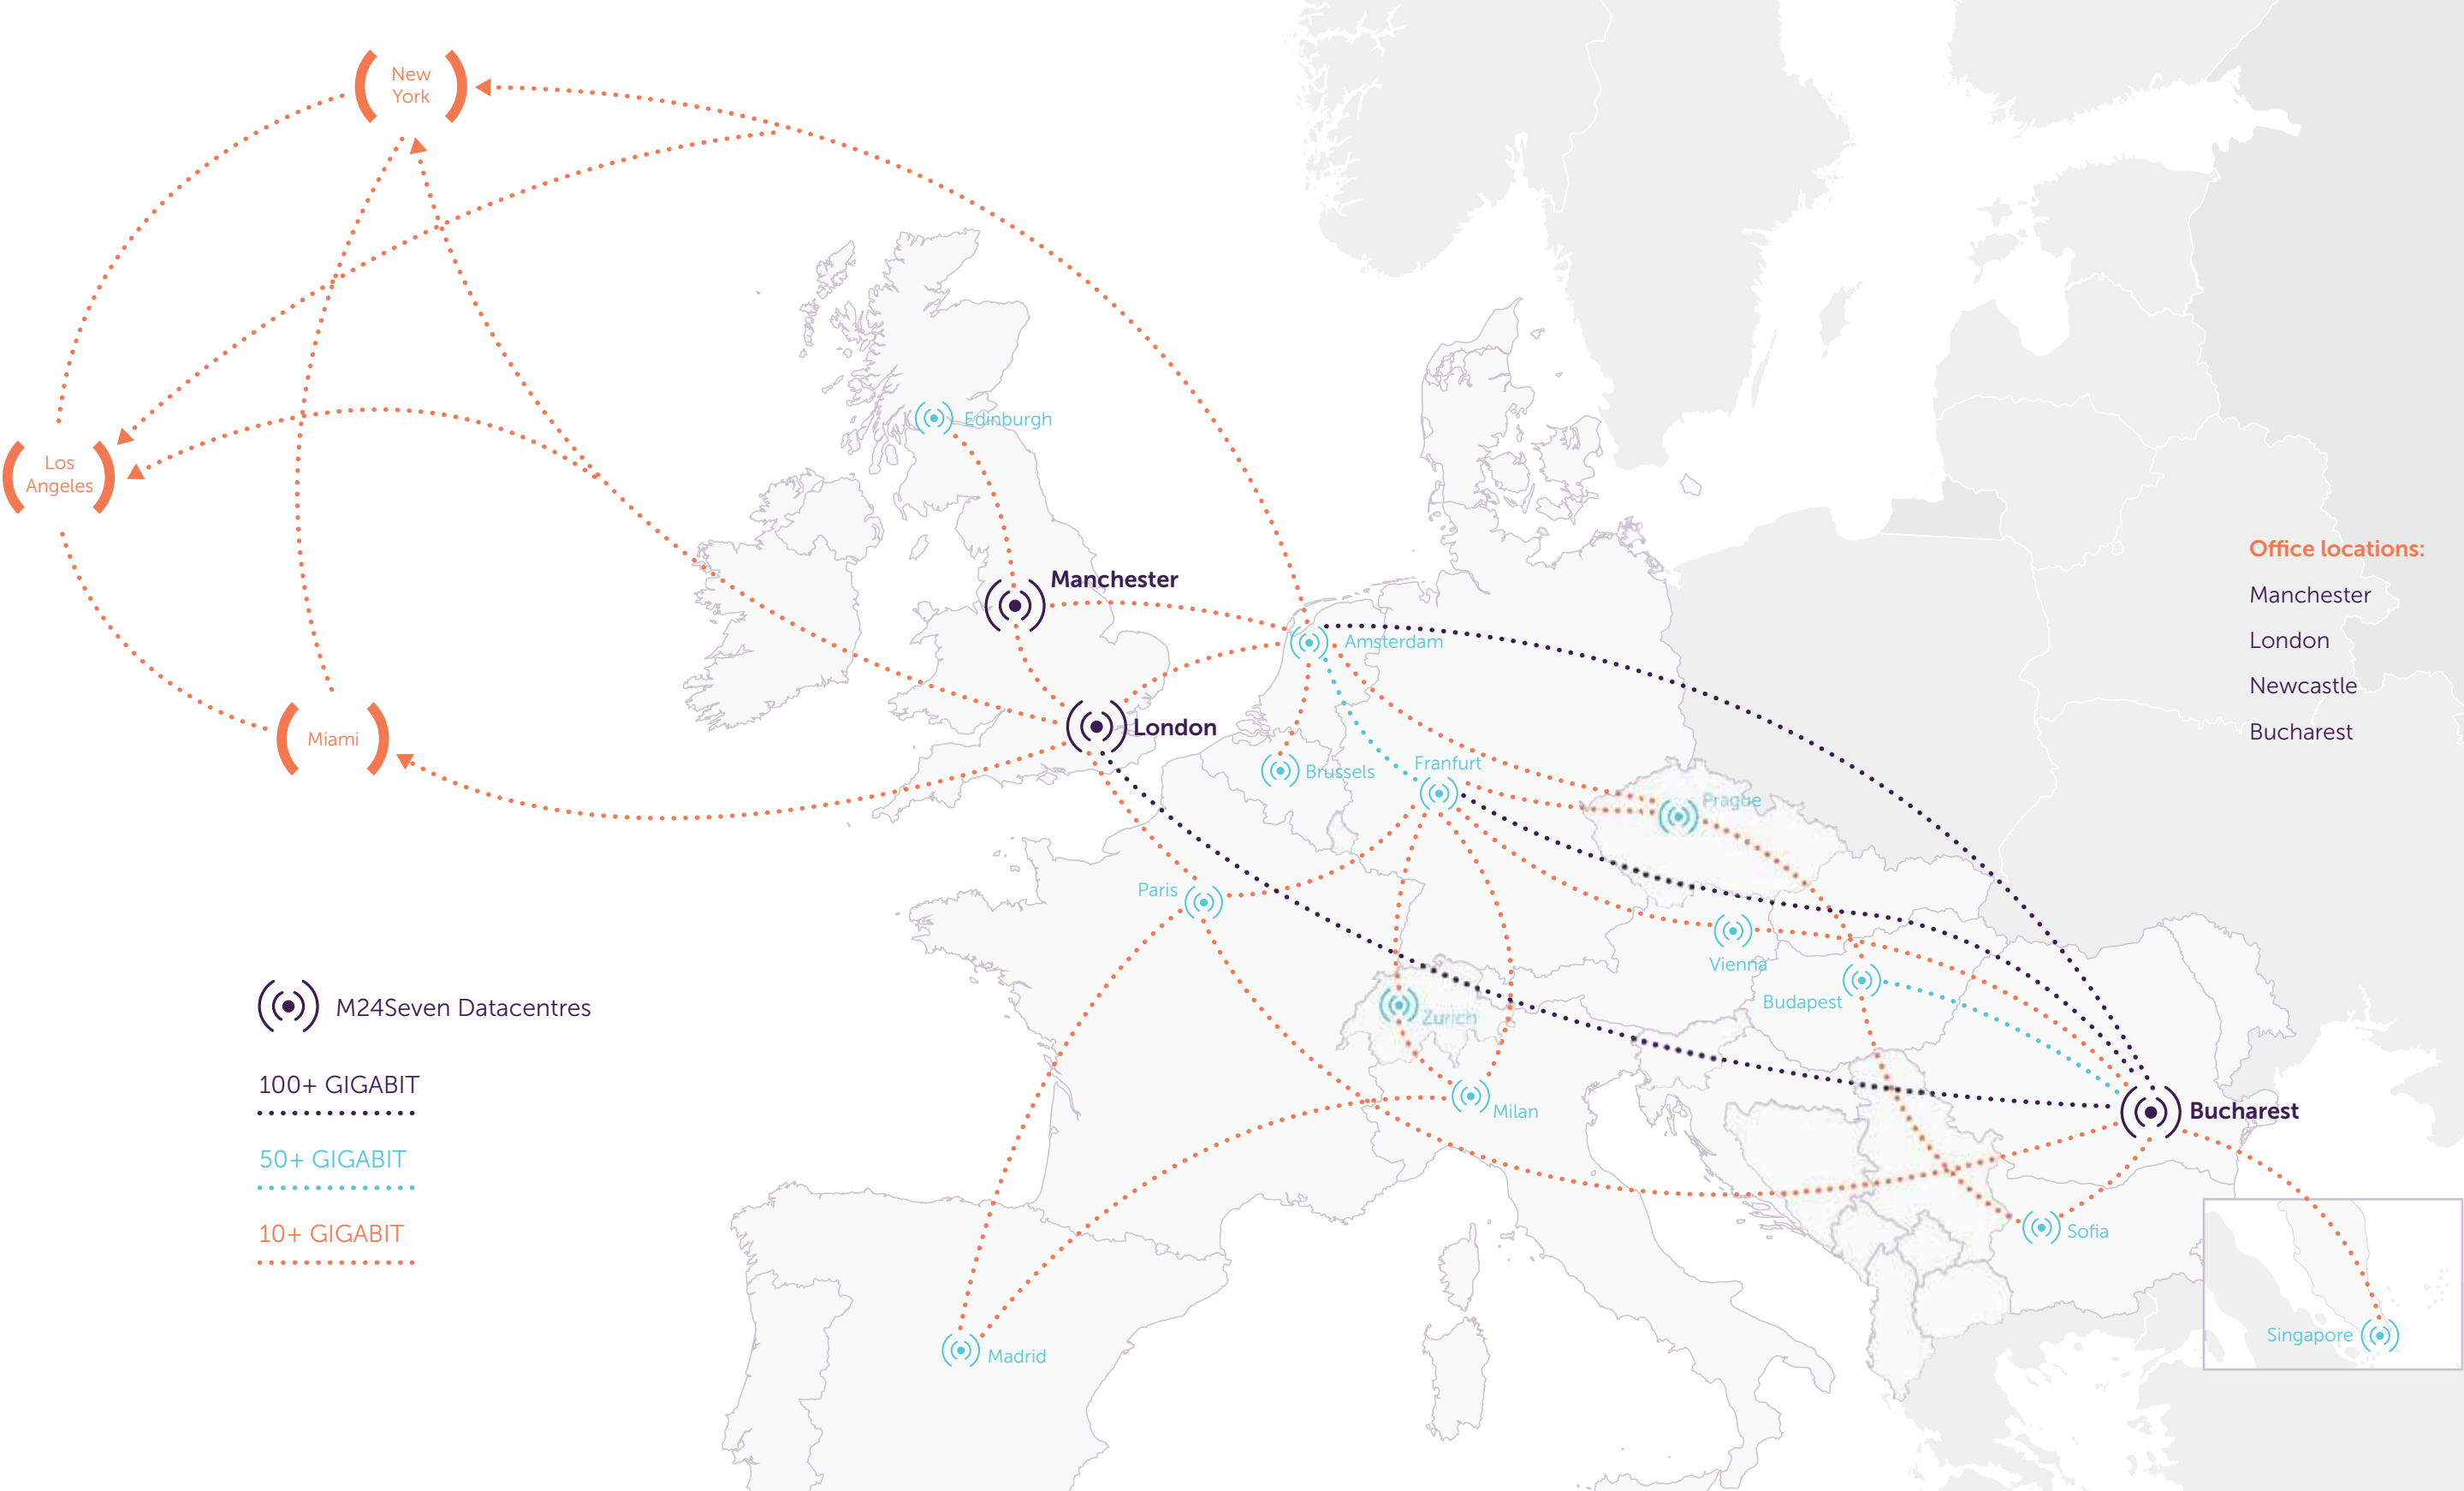 New
York
Edinburgh
Los
Angeles
Office locations:
Manchester
Manchester
London
Amsterdam
Newcastle
London
Bucharest
Miami
Franfurt
Brussels
Prague
Paris
Vienna
Budapest
M24Seven Datacentres
Zurich
100+ GIGABIT
Milan
Bucharest
50+ GIGABIT
10+ GIGABIT
Sofia
Singapore
Madrid